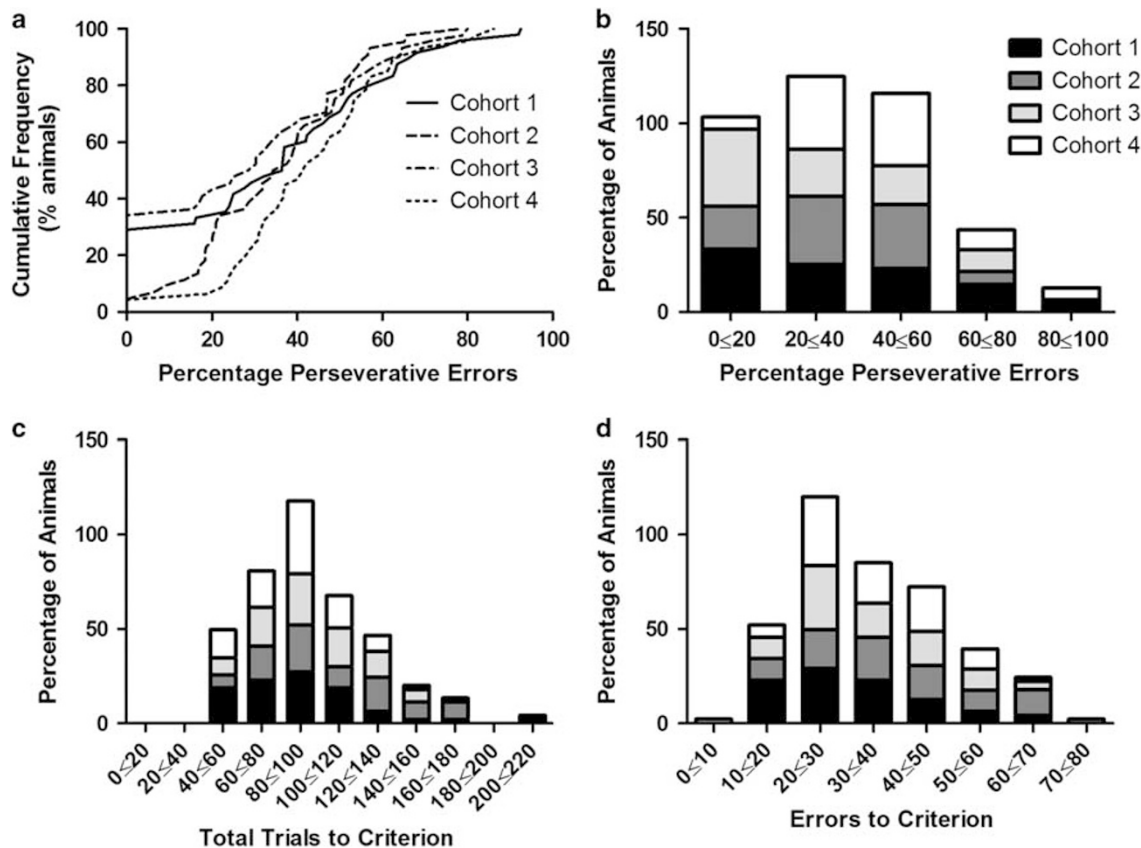 a
Cumulative Frequency
(% animals)
100
80
60
40
20
0
0 20 40 60 80 100
Percentage Perseverative Errors
Cohort 1
Cohort 2
Cohort 3
Cohort 4
b
Percentage of Animals
150
100
50
0
0≤20 20≤40 40≤60 60≤80 80≤100
Percentage Perseverative Errors
Cohort 1
Cohort 2
Cohort 3
Cohort 4
c
Percentage of Animals
150
100
50
0
0≤20 20≤40 40≤60 60≤80 80≤100 100≤120 120≤140 140≤160 160≤180 180≤200 200≤220
Total Trials to Criterion
d
Percentage of Animals
150
100
50
0
0≤10 10≤20 20≤30 30≤40 40≤50 50≤60 60≤70 70≤80
Errors to Criterion